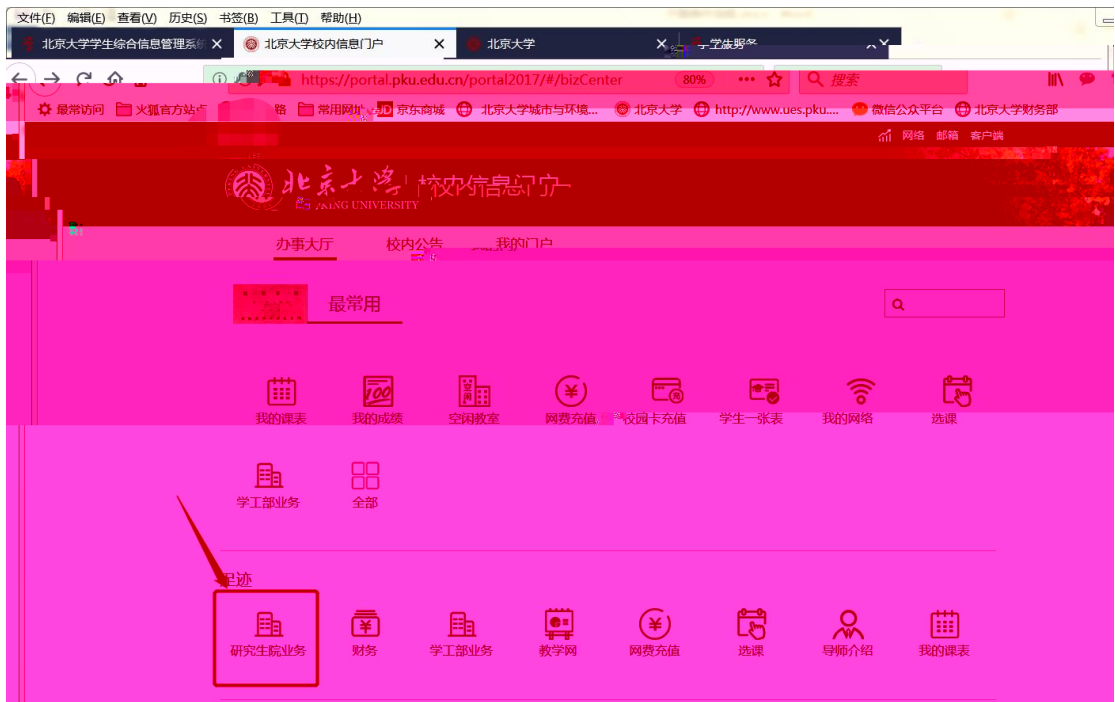 文件(F) 编辑(E) 查看(V) 历史(S) 书签(B) 工具(T) 帮助(H)
北京大学学生综合信息管理系统 北京大学校内信息门户 北京大学
https://portal.pku.edu.cn/portal2017/#/bizCenter 80% 搜索
最常访问 火狐官方站点 常用网址 JD 京东商城 北京大学城市与环境... 北京大学 http://www.ues.pku.... 微信公众平台 北京大学财务部
网络 邮箱 客户端
北京大学 校内信息门户
UNIVERSITY
办事大厅 校内公告 我的门户
最常用
我的课表 我的成绩 空闲教室 网费充值 校园卡充值 学生一张表 我的网络 选课
学工部业务 全部
足迹
研究生院业务 财务 学工部业务 教学网 网费充值 选课 导师介绍 我的课表